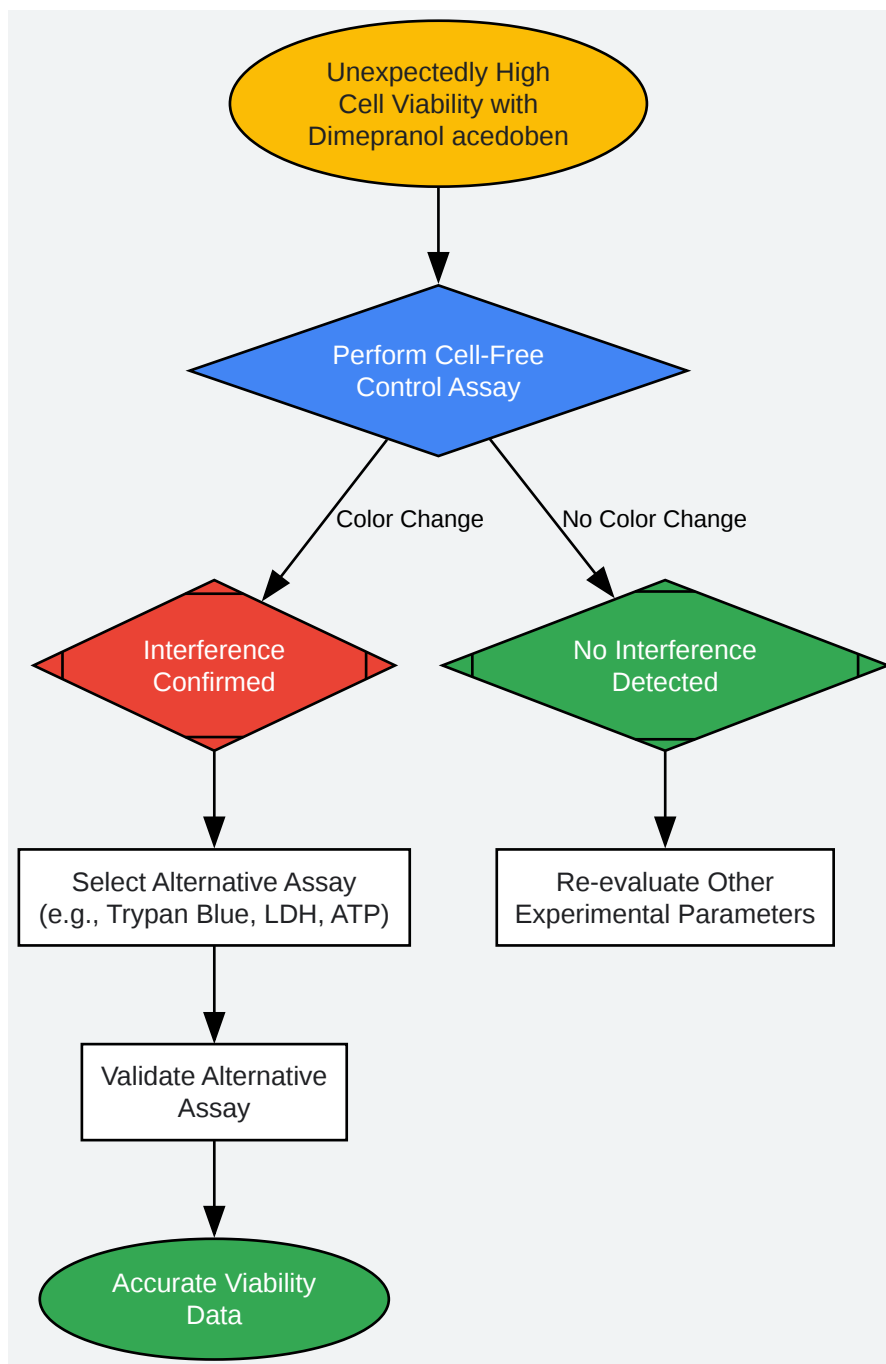 Unexpectedly High
Cell Viability with
Dimepranol acedoben
Perform Cell-Free
Control Assay
Color Change
No Color Change
Interference
Confirmed
No Interference
Detected
Select Alternative Assay
(e.g., Trypan Blue, LDH, ATP)
Re-evaluate Other
Experimental Parameters
Validate Alternative
Assay
Accurate Viability
Data